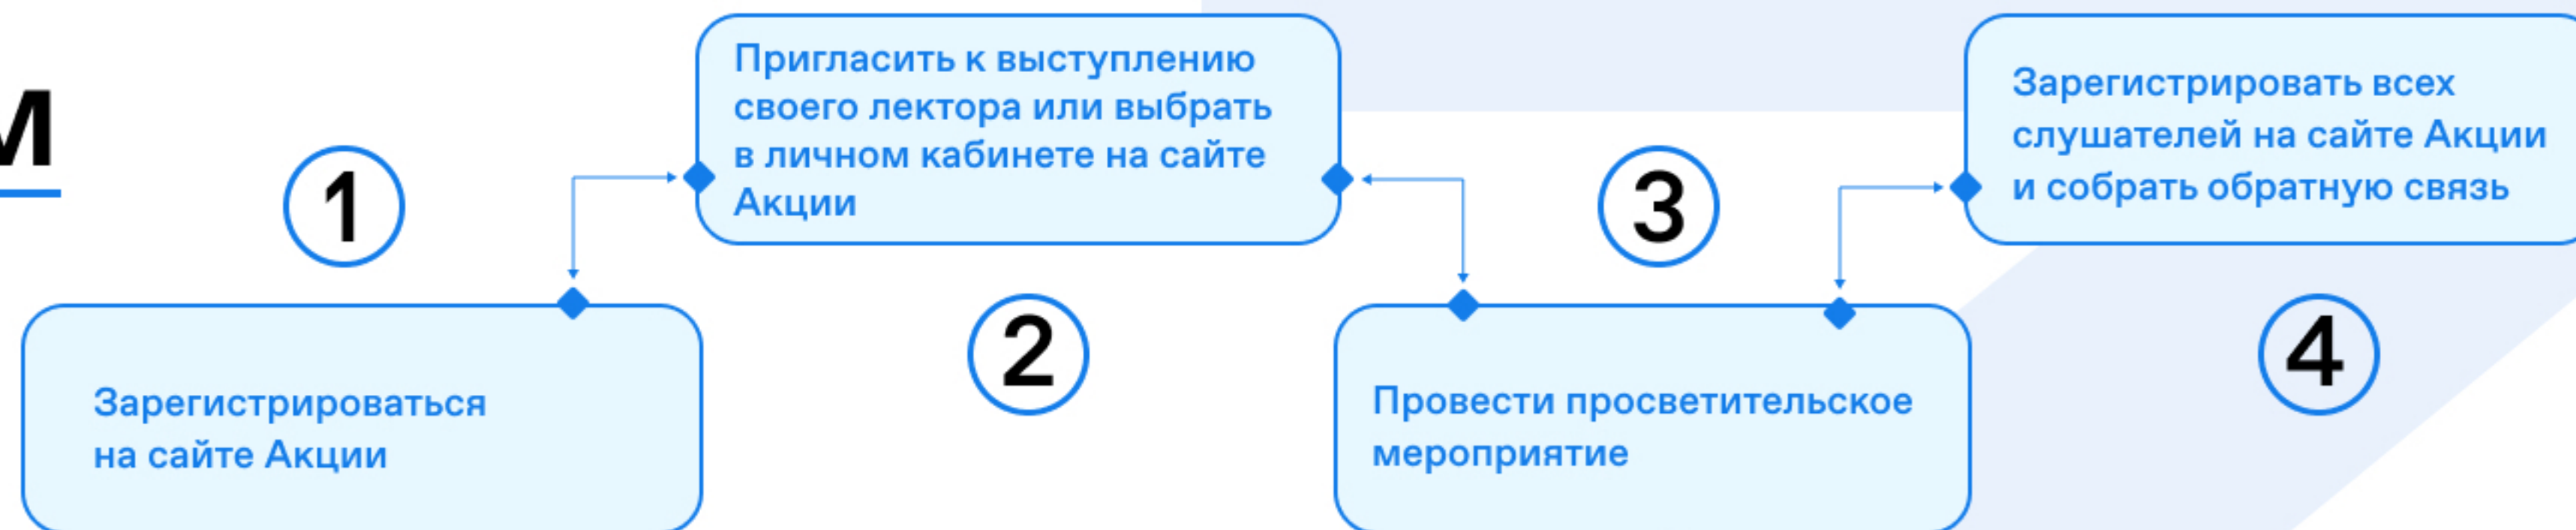 1
Зарегистрироваться
на сайте Акции
Пригласить к выступлению
своего лектора или выбрать
в личном кабинете на сайте
Акции
2
3
Провести просветительское
мероприятие
Зарегистрировать всех
слушателей на сайте Акции
и собрать обратную связь
4